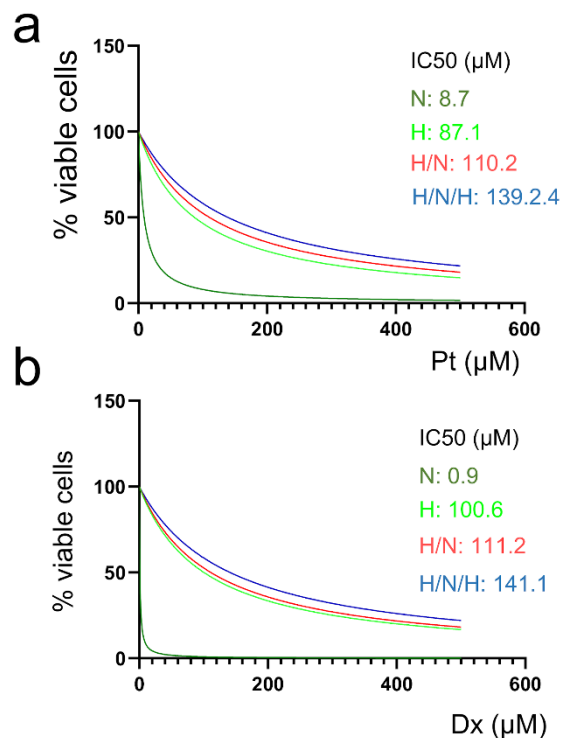 a
150
100
50
0
% viable cells
IC50 (µM)
N: 8.7
H: 87.1
H/N: 110.2
H/N/H: 139.2.4
0 200 400 600
Pt (µM)
b
150
100
50
0
% viable cells
IC50 (µM)
N: 0.9
H: 100.6
H/N: 111.2
H/N/H: 141.1
0 200 400 600
Dx (µM)